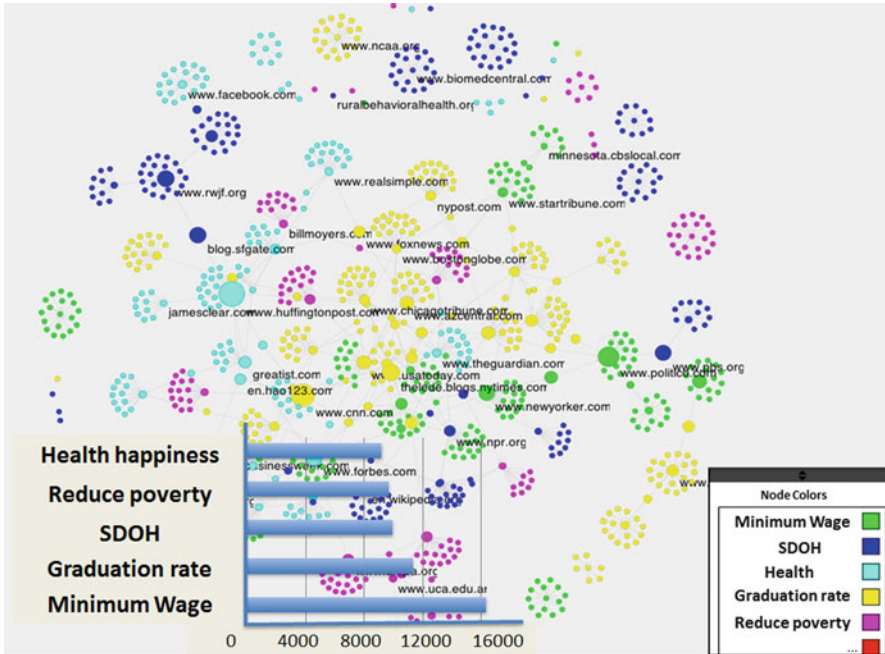 www.ncaa.org
www.biomedcentral.com
www.facebook.com
ruralbehavioralhealth.org
minnesota.cbslocal.com
www.realsimple.com
www.rwjf.org
nypost.com
www.startribune.com
billmoyers.com
www.foxnews.com
blog.sfgate.com
www.bostonglobe.com
jamesclear.com
www.huffingtonpost.com
www.chicagotribune.com
www.azcentral.com
www.theguardian.com
www.pbs.org
greatist.com
www.usatoday.com
www.politico.com
en.hao123.com
thelede.blogs.nytimes.com
www.cnn.com
www.newyorker.com
www.npr.org
Health happiness
businessweek.com
www.forbes.com
Reduce poverty
en.wikipedia.org
SDOH
Graduation rate
www.uca.edu.ar
Minimum Wage
0 4000 8000 12000 16000
Node Colors
Minimum Wage
SDOH
Health
Graduation rate
Reduce poverty
...